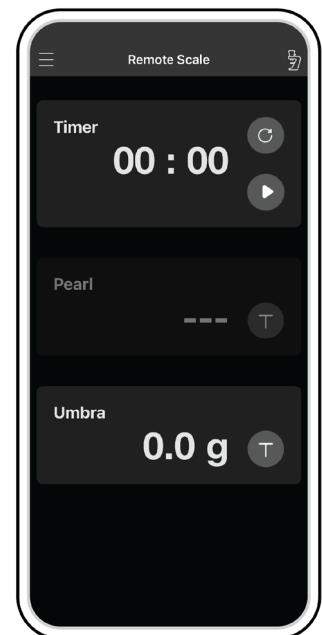 Remote Scale
Timer
00 : 00
Pearl
--- T
Umbra
0.0 g T